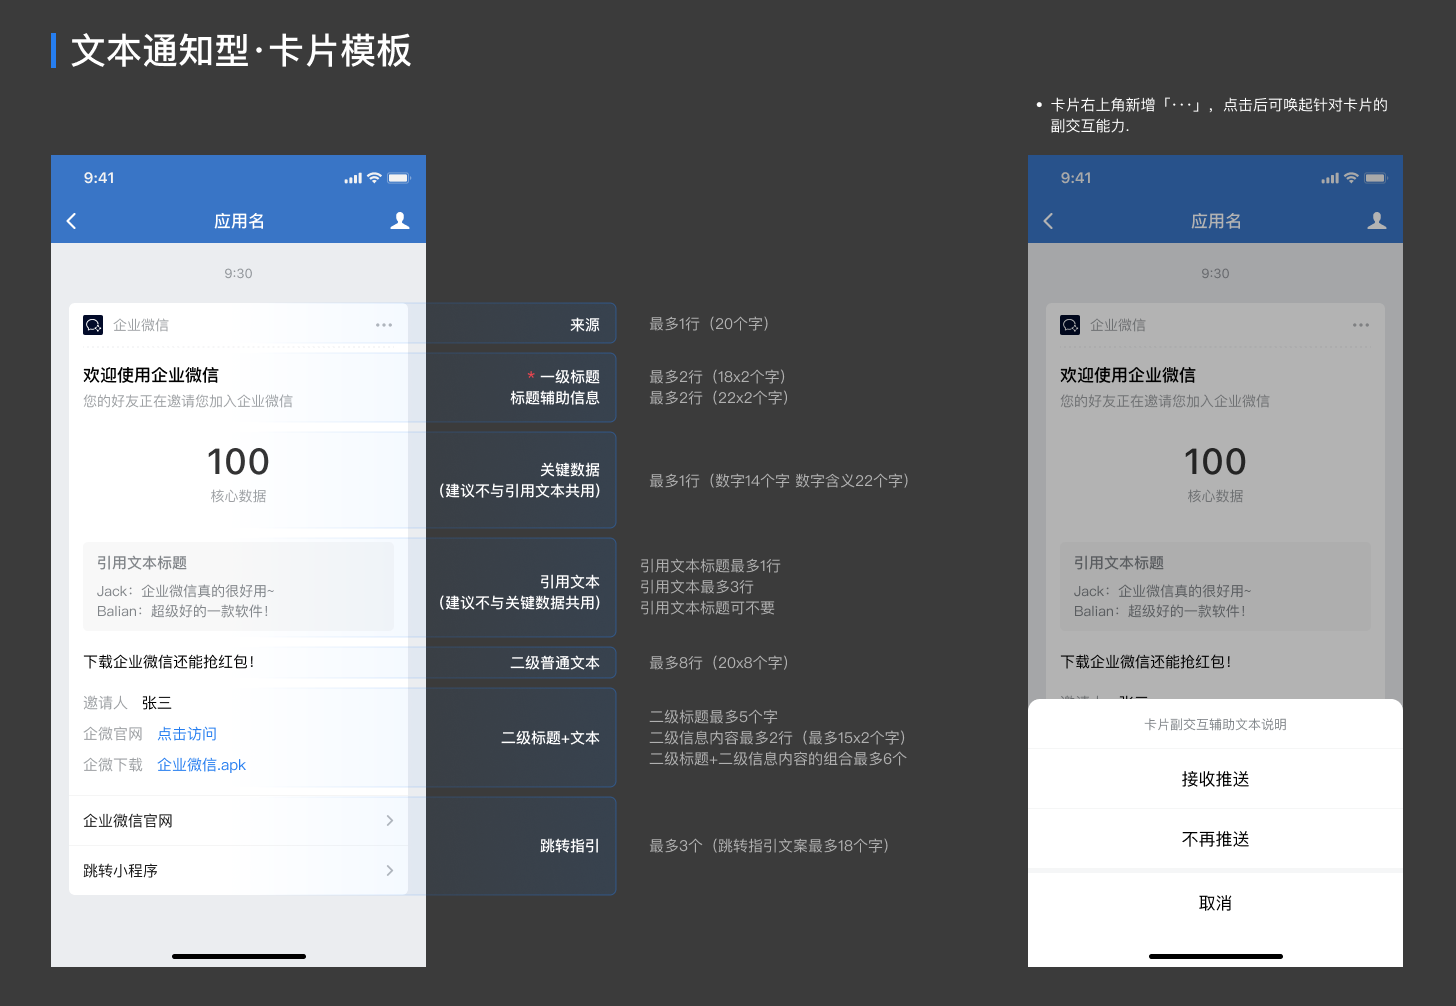 文本通知型·卡片模板
• 卡片右上角新增「···」，点击后可唤起针对卡片的
副交互能力.
9:41
应用名
9:30
企业微信
欢迎使用企业微信
您的好友正在邀请您加入企业微信
100
核心数据
引用文本标题
Jack：企业微信真的很好用~
Balian：超级好的一款软件！
下载企业微信还能抢红包！
邀请人 张三
企微官网 点击访问
企微下载 企业微信.apk
企业微信官网
跳转小程序
来源
最多1行（20个字）
* 一级标题
标题辅助信息
最多2行（18x2个字）
最多2行（22x2个字）
关键数据
（建议不与引用文本共用）
最多1行（数字14个字 数字含义22个字）
引用文本
（建议不与关键数据共用）
引用文本标题最多1行
引用文本最多3行
引用文本标题可不要
二级普通文本
最多8行（20x8个字）
二级标题+文本
二级标题最多5个字
二级信息内容最多2行（最多15x2个字）
二级标题+二级信息内容的组合最多6个
跳转指引
最多3个（跳转指引文案最多18个字）
9:41
应用名
9:30
企业微信
欢迎使用企业微信
您的好友正在邀请您加入企业微信
100
核心数据
引用文本标题
Jack：企业微信真的很好用~
Balian：超级好的一款软件！
下载企业微信还能抢红包！
邀请人 张三
卡片副交互辅助文本说明
接收推送
不再推送
取消